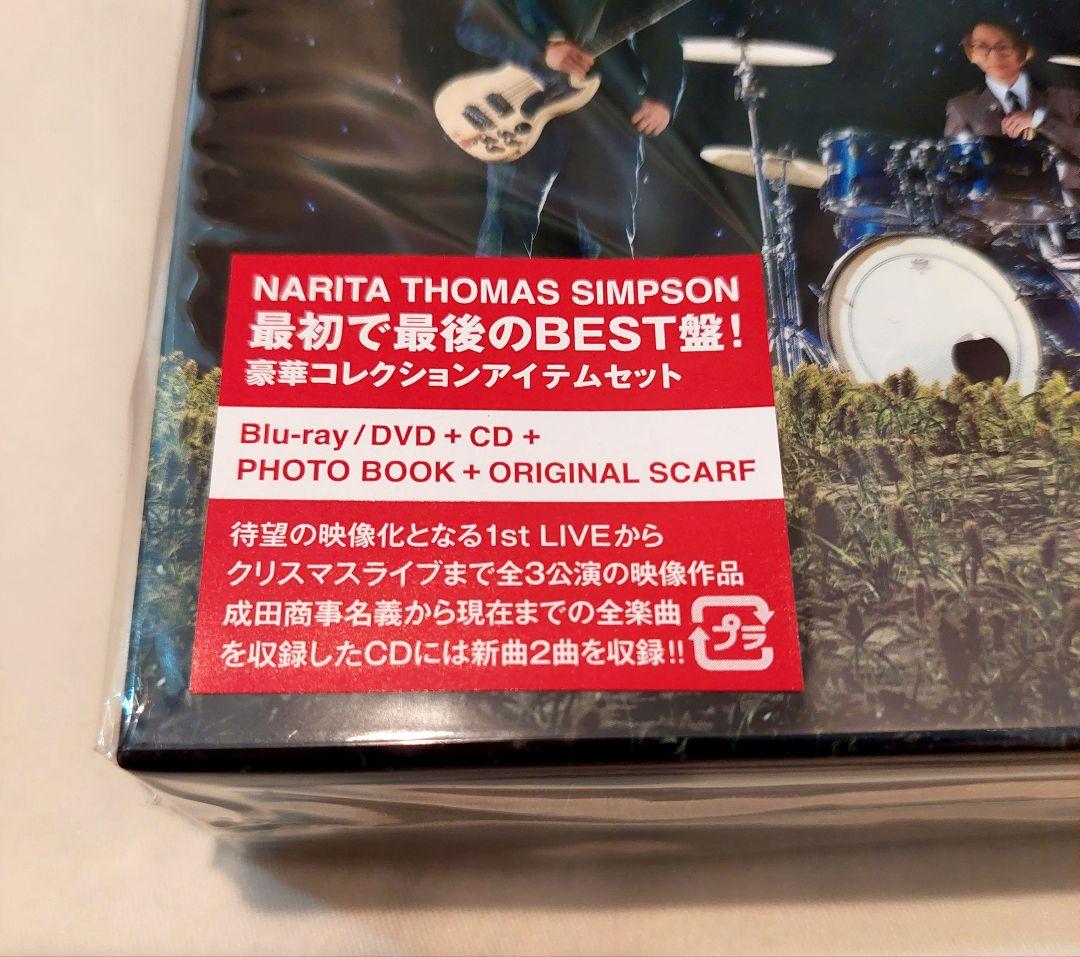 NARITA THOMAS SIMPSON
最初で最後のBEST盤!
豪華コレクションアイテムセット
Blu-ray/DVD+CD+
PHOTO BOOK+ORIGINAL SCARF
待望の映像化となる1st LIVEから
クリスマスライブまで全3公演の映像作品
成田商事名義から現在までの全楽曲
を収録したCDには新曲2曲を収録!!
プラ